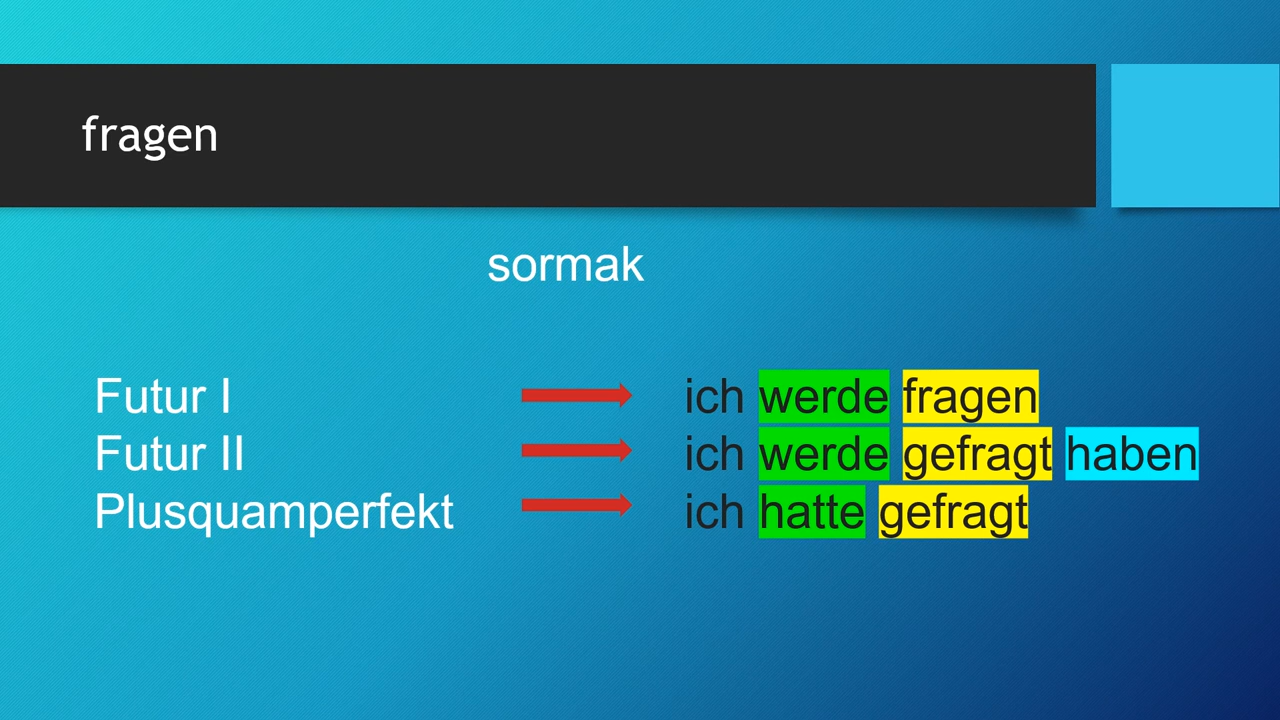 fragen
sormak
Futur I ich werde fragen
Futur II ich werde gefragt haben
Plusquamperfekt ich hatte gefragt